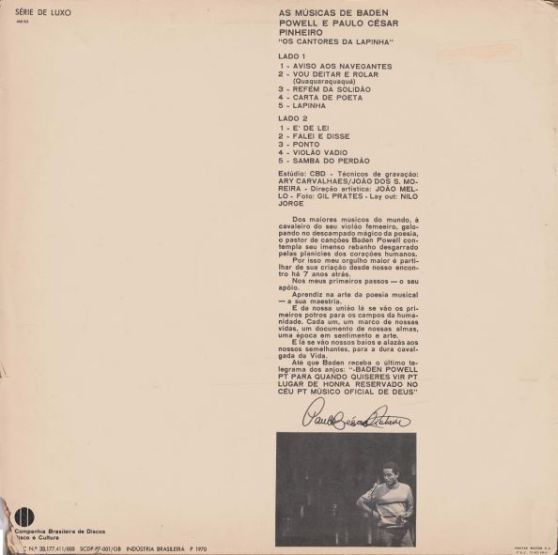 SÉRIE DE LUXO
AS MÚSICAS DE BADEN
POWELL E PAULO CÉSAR
PINHEIRO
"OS CANTORES DA LAPINHA"
LADO 1
1 - AVISO AOS NAVEGANTES
2 - VOU DEITAR E ROLAR
(Quaquaraquaquá)
3 - REFÉM DA SOLIDÃO
4 - CARTA DE POETA
5 - LAPINHA
LADO 2
1 - E' DE LEI
2 - FALEI E DISSE
3 - PONTO
4 - VIOLÃO VADIO
5 - SAMBA DO PERDÃO
Estúdio: CBD - Técnicos de gravação:
ARY CARVALHAES/JOÃO DOS S. MO-
REIRA - Direção artística: JOÃO MEL-
LO - Foto: GIL PRATES - Lay out: NILO
JORGE
Dos maiores músicos do mundo, à
cavaleiro do seu violão femeeiro, galo-
pando no descampado mágico da poesia,
o pastor de canções Baden Powell con-
templa seu imenso rebanho desgarrado
pelas planícies dos corações humanos.
Por isso meu orgulho maior é parti-
lhar de sua criação desde nosso encon-
tro há 7 anos atrás.
Nos meus primeiros passos — o seu
apôio.
Aprendiz na arte da poesia musical
— a sua maestria.
E da nossa união lá se vão os pri-
meiros potros para os campos da huma-
nidade. Cada um, um marco de nossas
vidas, um documento de nossas almas,
uma época em sentimento e arte.
E lá se vão nossos baios e alazãs aos
nossos semelhantes, para a dura caval-
gada da Vida.
Até que Baden receba o último te-
legrama dos anjos: "-BADEN POWELL
PT PARA QUANDO QUISERES VIR PT
LUGAR DE HONRA RESERVADO NO
CÉU PT MÚSICO OFICIAL DE DEUS"
Paulo César Pinheiro
Companhia Brasileira de Discos
Disco é Cultura
INDÚSTRIA BRASILEIRA P 1970